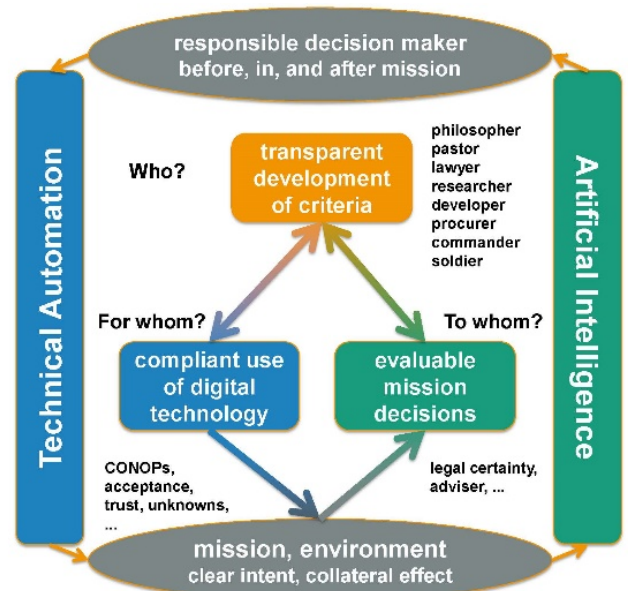 responsible decision maker
before, in, and after mission
Technical Automation
Artificial Intelligence
Who?
transparent
development
of criteria
philosopher
pastor
lawyer
researcher
developer
procurer
commander
soldier
For whom?
To whom?
compliant use
of digital
technology
evaluable
mission
decisions
CONOPs,
acceptance,
trust, unknowns,
...
legal certainty,
adviser, ...
mission, environment
clear intent, collateral effect